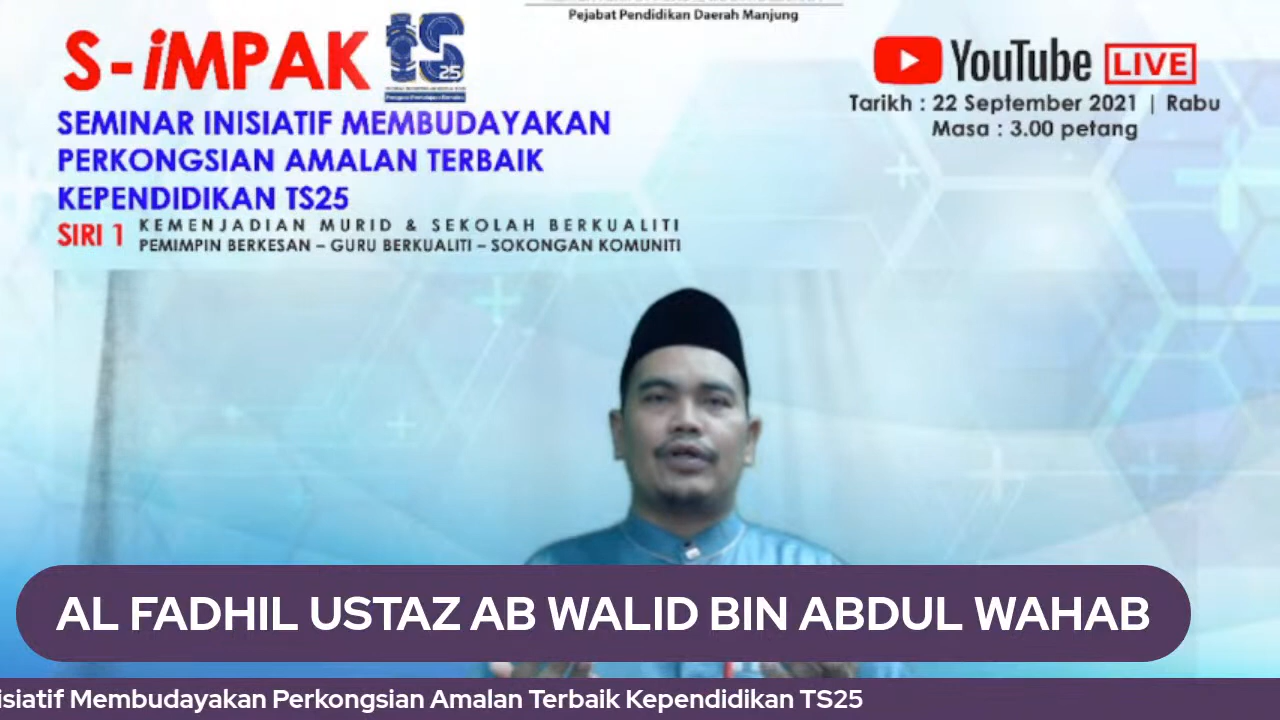 Pejabat Pendidikan Daerah Manjung
S-iMPAK TS25
YouTube LIVE
Tarikh : 22 September 2021 | Rabu
Masa : 3.00 petang
SEMINAR INISIATIF MEMBUDAYAKAN
PERKONGSIAN AMALAN TERBAIK
KEPENDIDIKAN TS25
SIRI 1
KEMENJADIAN MURID & SEKOLAH BERKUALITI
PEMIMPIN BERKESAN – GURU BERKUALITI – SOKONGAN KOMUNITI
AL FADHIL USTAZ AB WALID BIN ABDUL WAHAB
isiatif Membudayakan Perkongsian Amalan Terbaik Kependidikan TS25